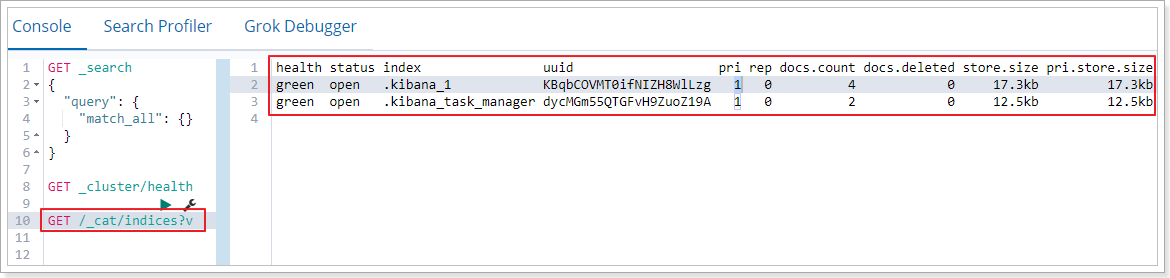 Console Search Profiler Grok Debugger
1 GET _search
2 {
3 "query": {
4 "match_all": {}
5 }
6 }
7
8 GET _cluster/health
9
10 GET /_cat/indices?v
11
12
1 health status index uuid pri rep docs.count docs.deleted store.size pri.store.size
2 green open .kibana_1 KBqbCOVMT0ifNIZH8WlLzg 1 0 4 0 17.3kb 17.3kb
3 green open .kibana_task_manager dycMGm55QTGFvH9ZuoZ19A 1 0 2 0 12.5kb 12.5kb
4